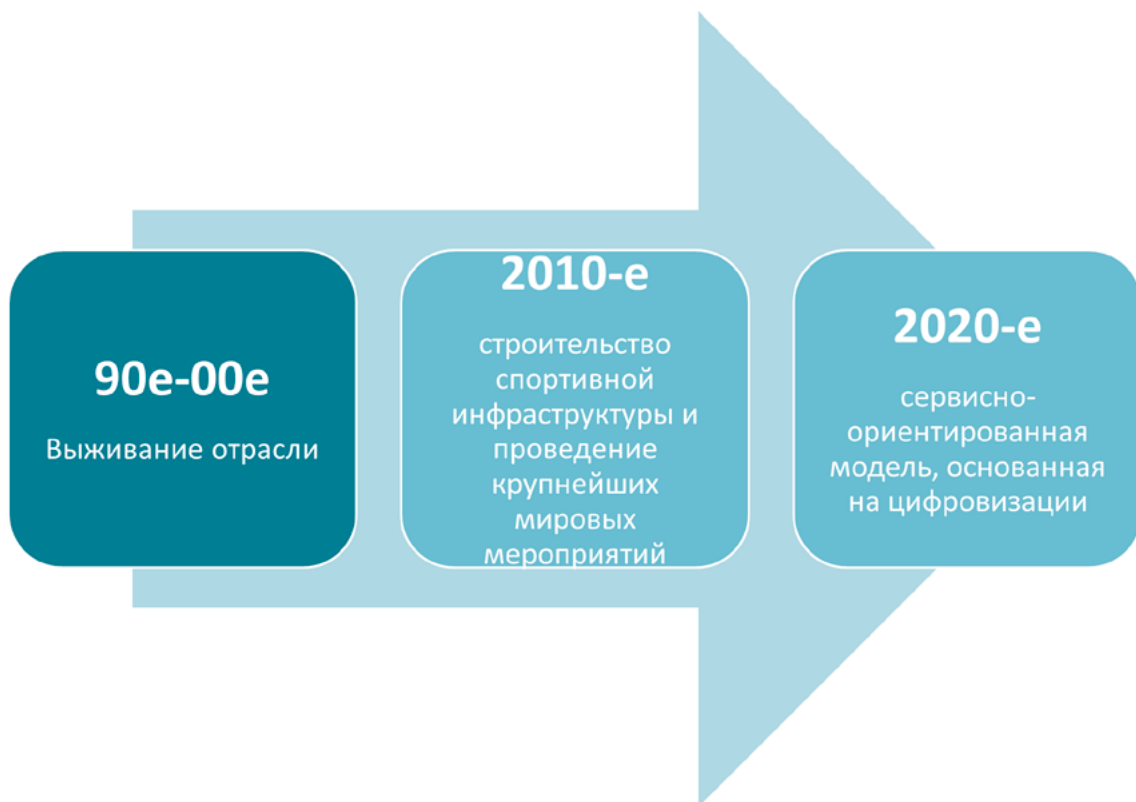 90е-00е
Выживание отрасли
2010-е
строительство
спортивной
инфраструктуры и
проведение
крупнейших
мировых
мероприятий
2020-е
сервисно-
ориентированная
модель, основанная
на цифровизации